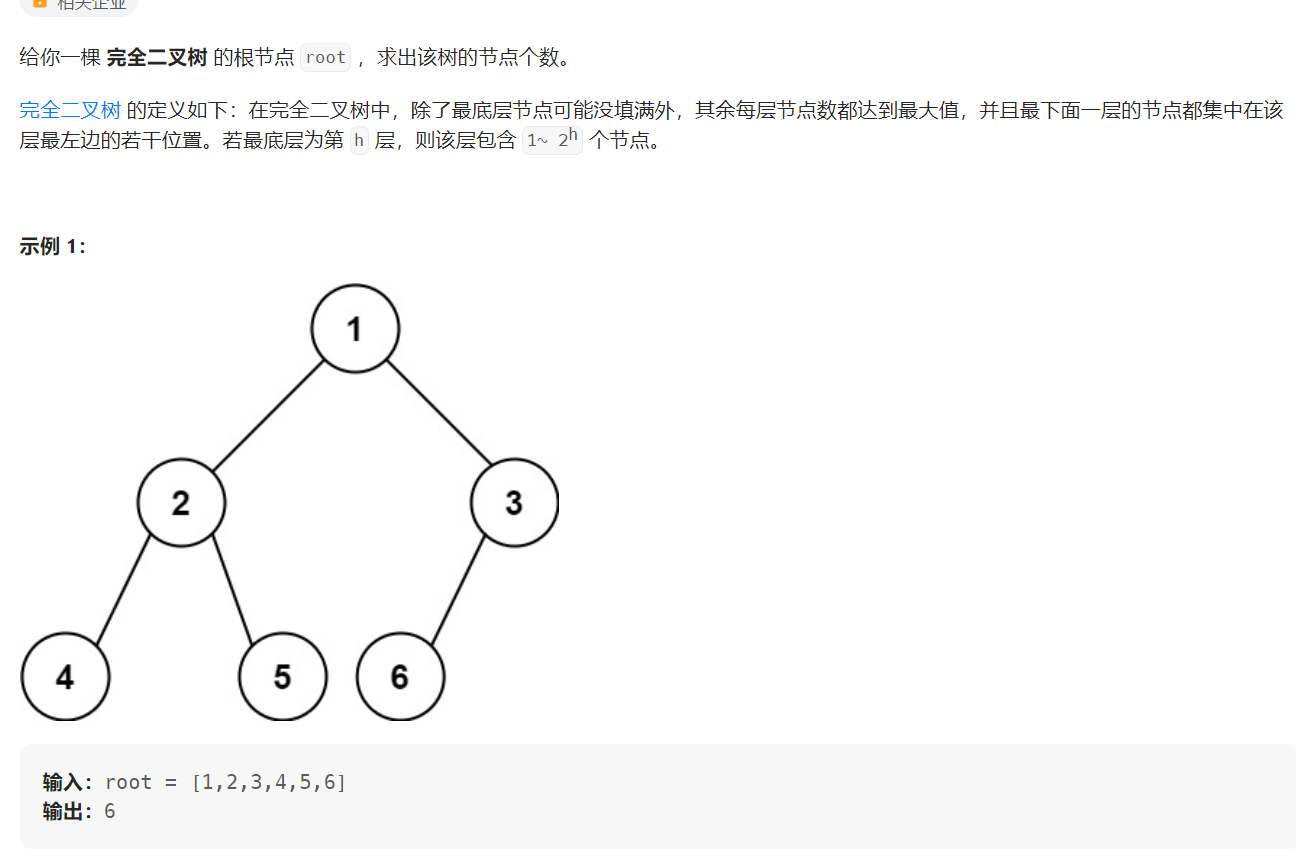 相关企业
给你一棵 完全二叉树 的根节点 root ，求出该树的节点个数。
完全二叉树 的定义如下：在完全二叉树中，除了最底层节点可能没填满外，其余每层节点数都达到最大值，并且最下面一层的节点都集中在该
层最左边的若干位置。若最底层为第 h 层，则该层包含 1~ 2^h 个节点。
示例 1：
1
2
3
4
5
6
输入：root = [1,2,3,4,5,6]
输出：6